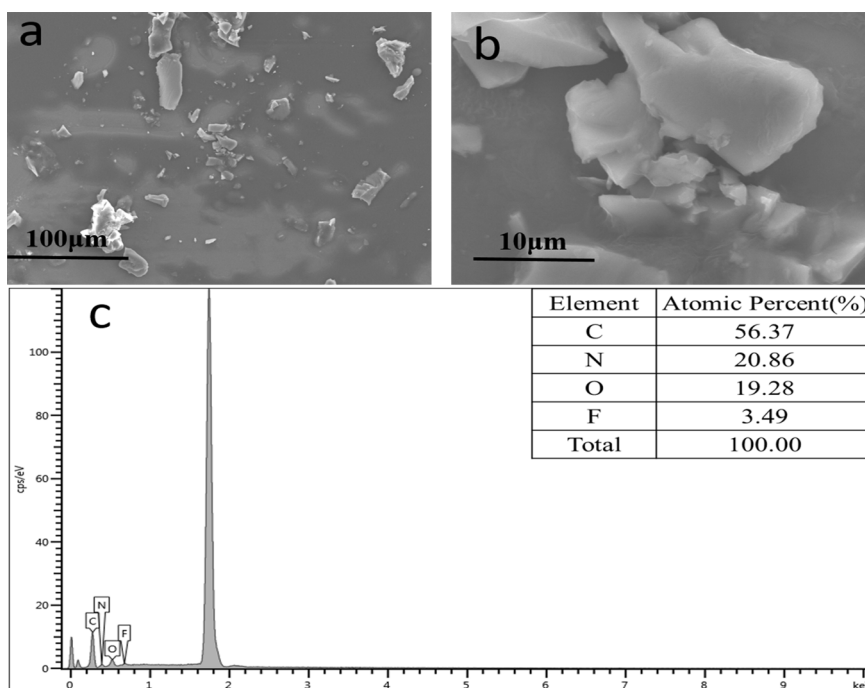 a
b
100μm
10μm
c
Element Atomic Percent(%)
C 56.37
N 20.86
O 19.28
F 3.49
Total 100.00
100
80
cps/eV
60
40
20
0
N
C
O
F
0 1 2 3 4 5 6 7 8 9 ke